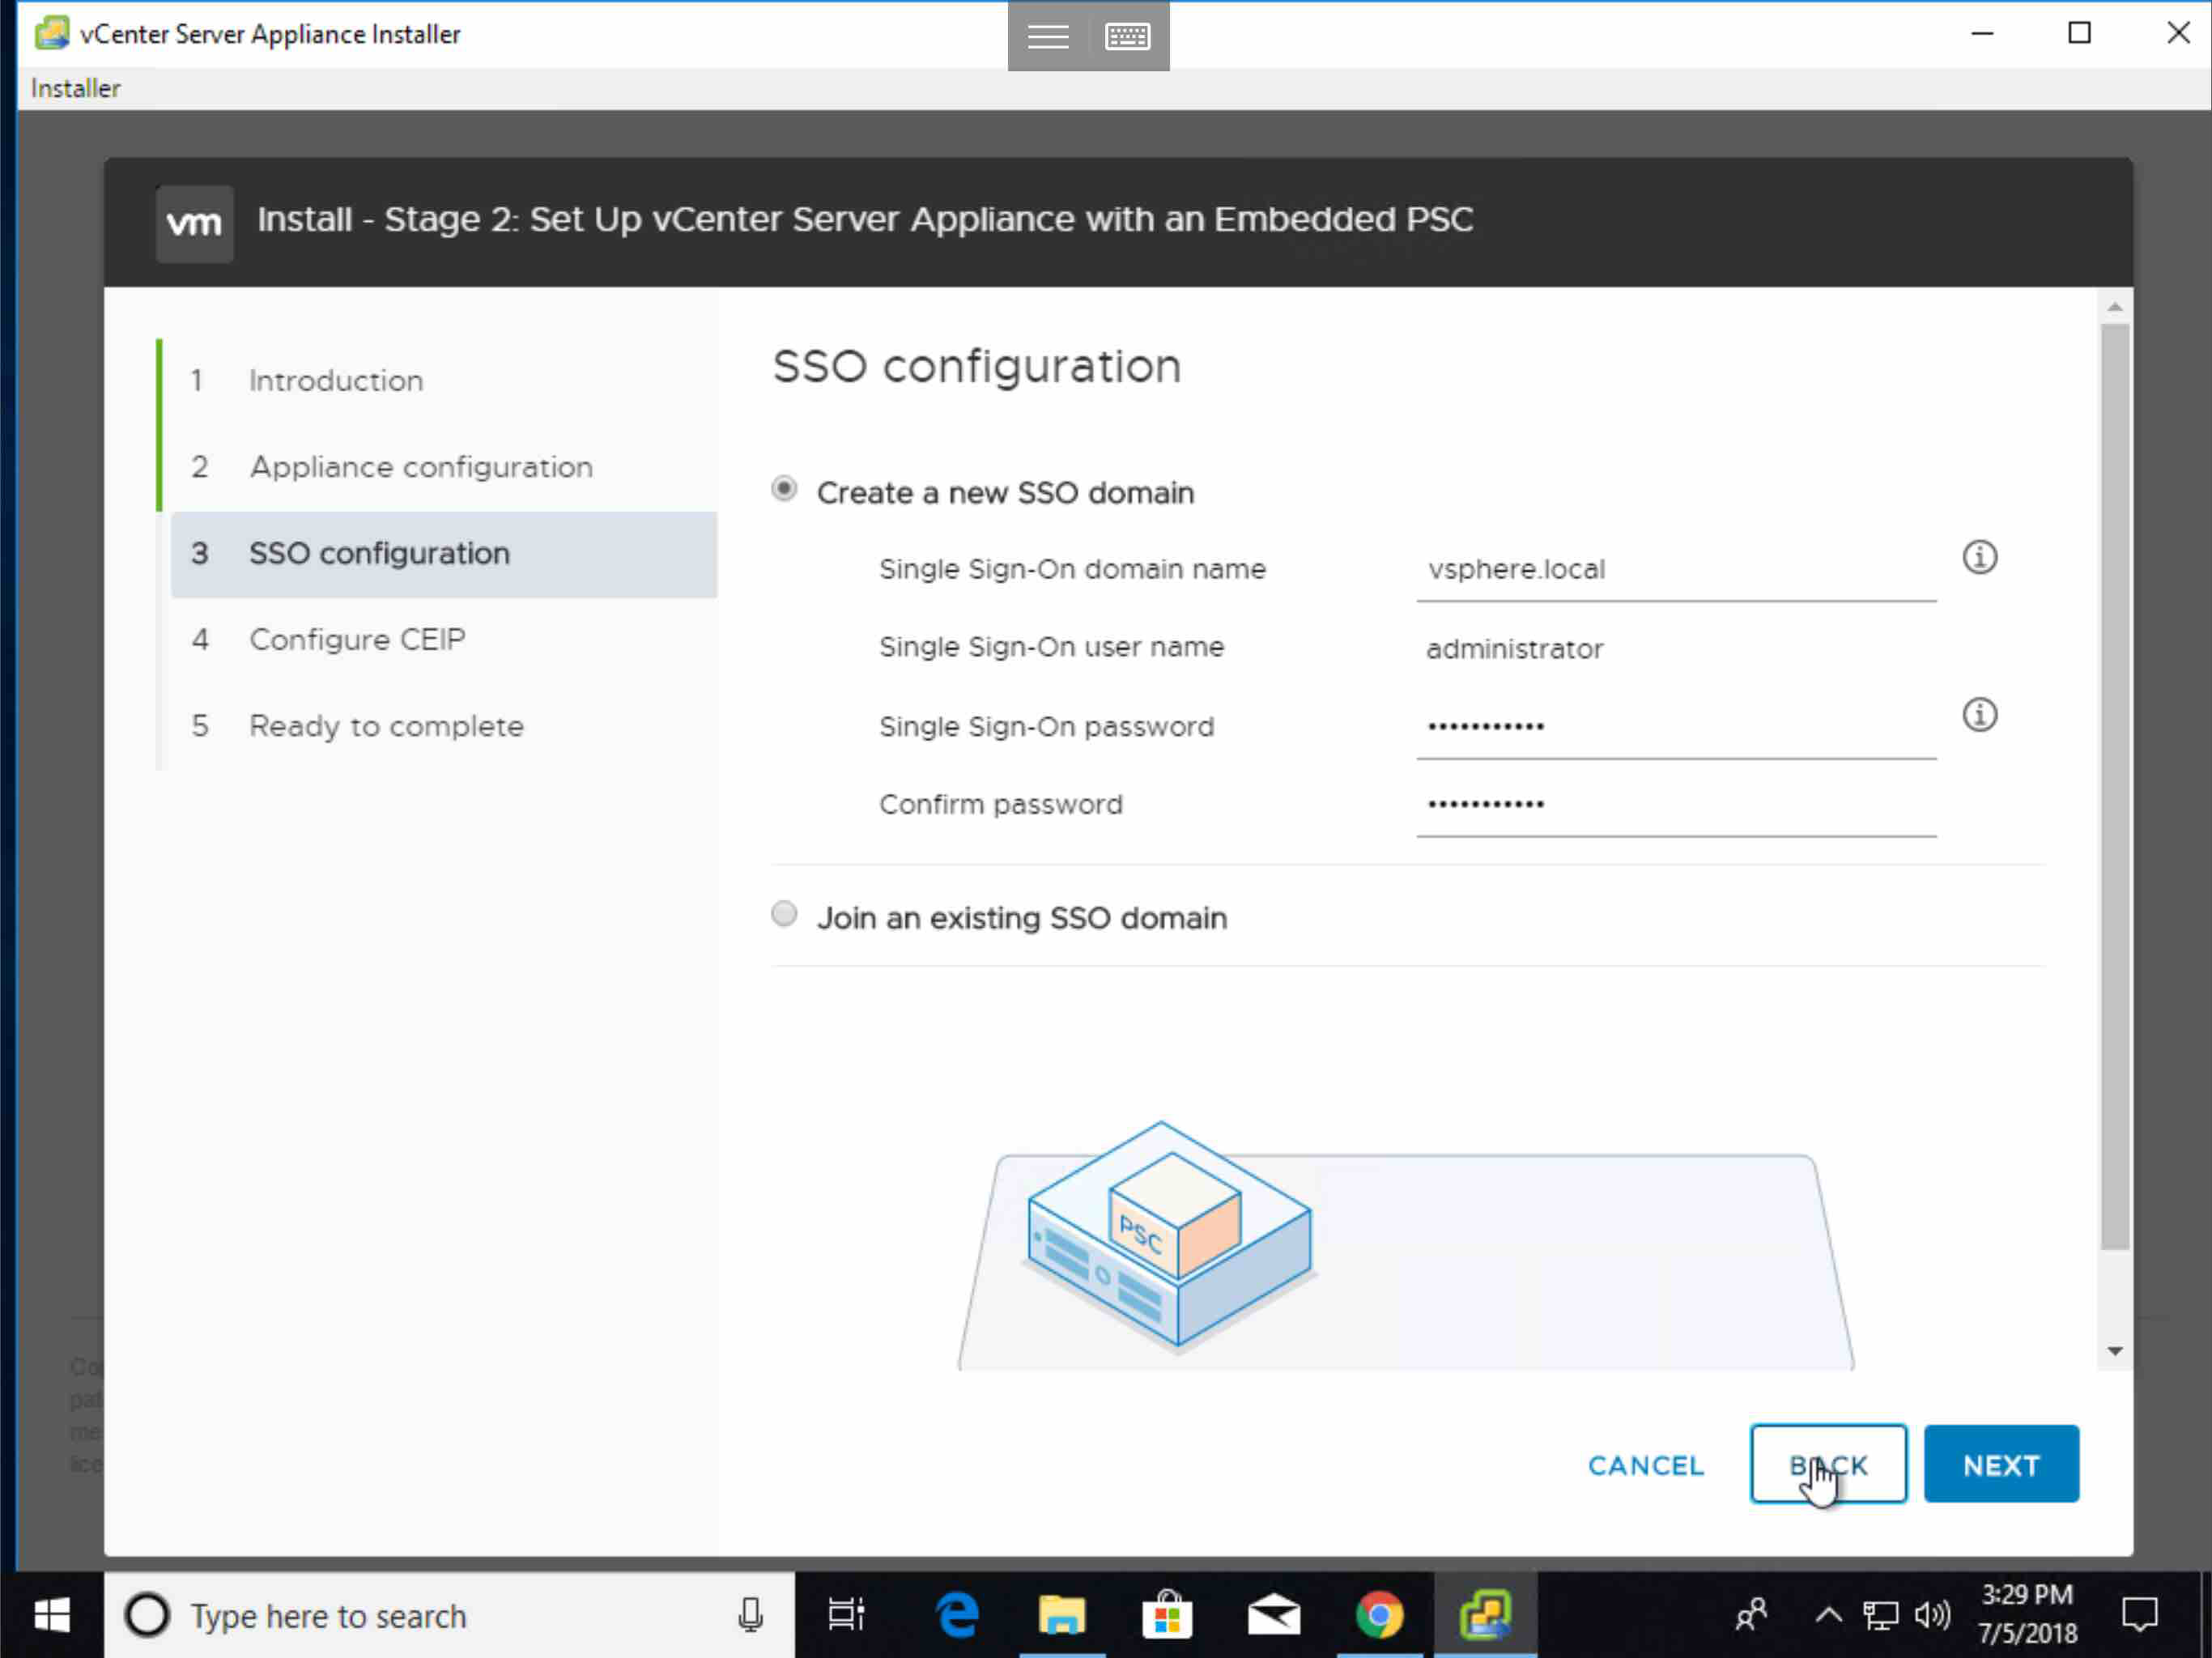 vCenter Server Appliance Installer
Installer
vm
Install - Stage 2: Set Up vCenter Server Appliance with an Embedded PSC
1 Introduction
2 Appliance configuration
3 SSO configuration
4 Configure CEIP
5 Ready to complete
SSO configuration
Create a new SSO domain
Single Sign-On domain name
vsphere.local
Single Sign-On user name
administrator
Single Sign-On password
•••••••••••
Confirm password
•••••••••••
Join an existing SSO domain
PSC
CANCEL
BACK
NEXT
Type here to search
3:29 PM
7/5/2018